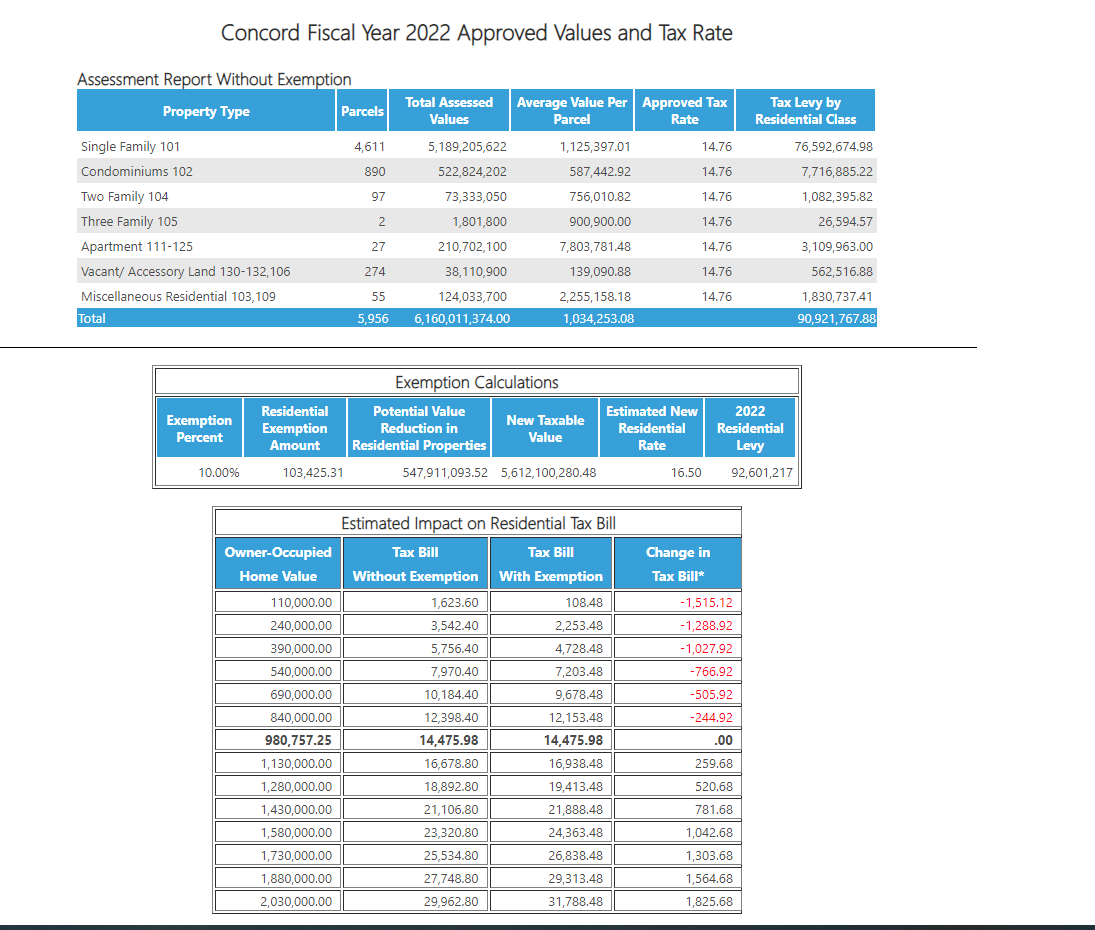 Concord Fiscal Year 2022 Approved Values and Tax Rate
Assessment Report Without Exemption
Property Type Parcels Total Assessed Values Average Value Per Parcel Approved Tax Rate Tax Levy by Residential Class
Single Family 101 4,611 5,189,205,622 1,125,397.01 14.76 76,592,674.98
Condominiums 102 890 522,824,202 587,442.92 14.76 7,716,885.22
Two Family 104 97 73,333,050 756,010.82 14.76 1,082,395.82
Three Family 105 2 1,801,800 900,900.00 14.76 26,594.57
Apartment 111-125 27 210,702,100 7,803,781.48 14.76 3,109,963.00
Vacant/ Accessory Land 130-132,106 274 38,110,900 139,090.88 14.76 562,516.88
Miscellaneous Residential 103,109 55 124,033,700 2,255,158.18 14.76 1,830,737.41
Total 5,956 6,160,011,374.00 1,034,253.08 90,921,767.88
Exemption Calculations
Exemption Percent Residential Exemption Amount Potential Value Reduction in Residential Properties New Taxable Value Estimated New Residential Rate 2022 Residential Levy
10.00% 103,425.31 547,911,093.52 5,612,100,280.48 16.50 92,601,217
Estimated Impact on Residential Tax Bill
Owner-Occupied Home Value Tax Bill Without Exemption Tax Bill With Exemption Change in Tax Bill*
110,000.00 1,623.60 108.48 -1,515.12
240,000.00 3,542.40 2,253.48 -1,288.92
390,000.00 5,756.40 4,728.48 -1,027.92
540,000.00 7,970.40 7,203.48 -766.92
690,000.00 10,184.40 9,678.48 -505.92
840,000.00 12,398.40 12,153.48 -244.92
980,757.25 14,475.98 14,475.98 .00
1,130,000.00 16,678.80 16,938.48 259.68
1,280,000.00 18,892.80 19,413.48 520.68
1,430,000.00 21,106.80 21,888.48 781.68
1,580,000.00 23,320.80 24,363.48 1,042.68
1,730,000.00 25,534.80 26,838.48 1,303.68
1,880,000.00 27,748.80 29,313.48 1,564.68
2,030,000.00 29,962.80 31,788.48 1,825.68